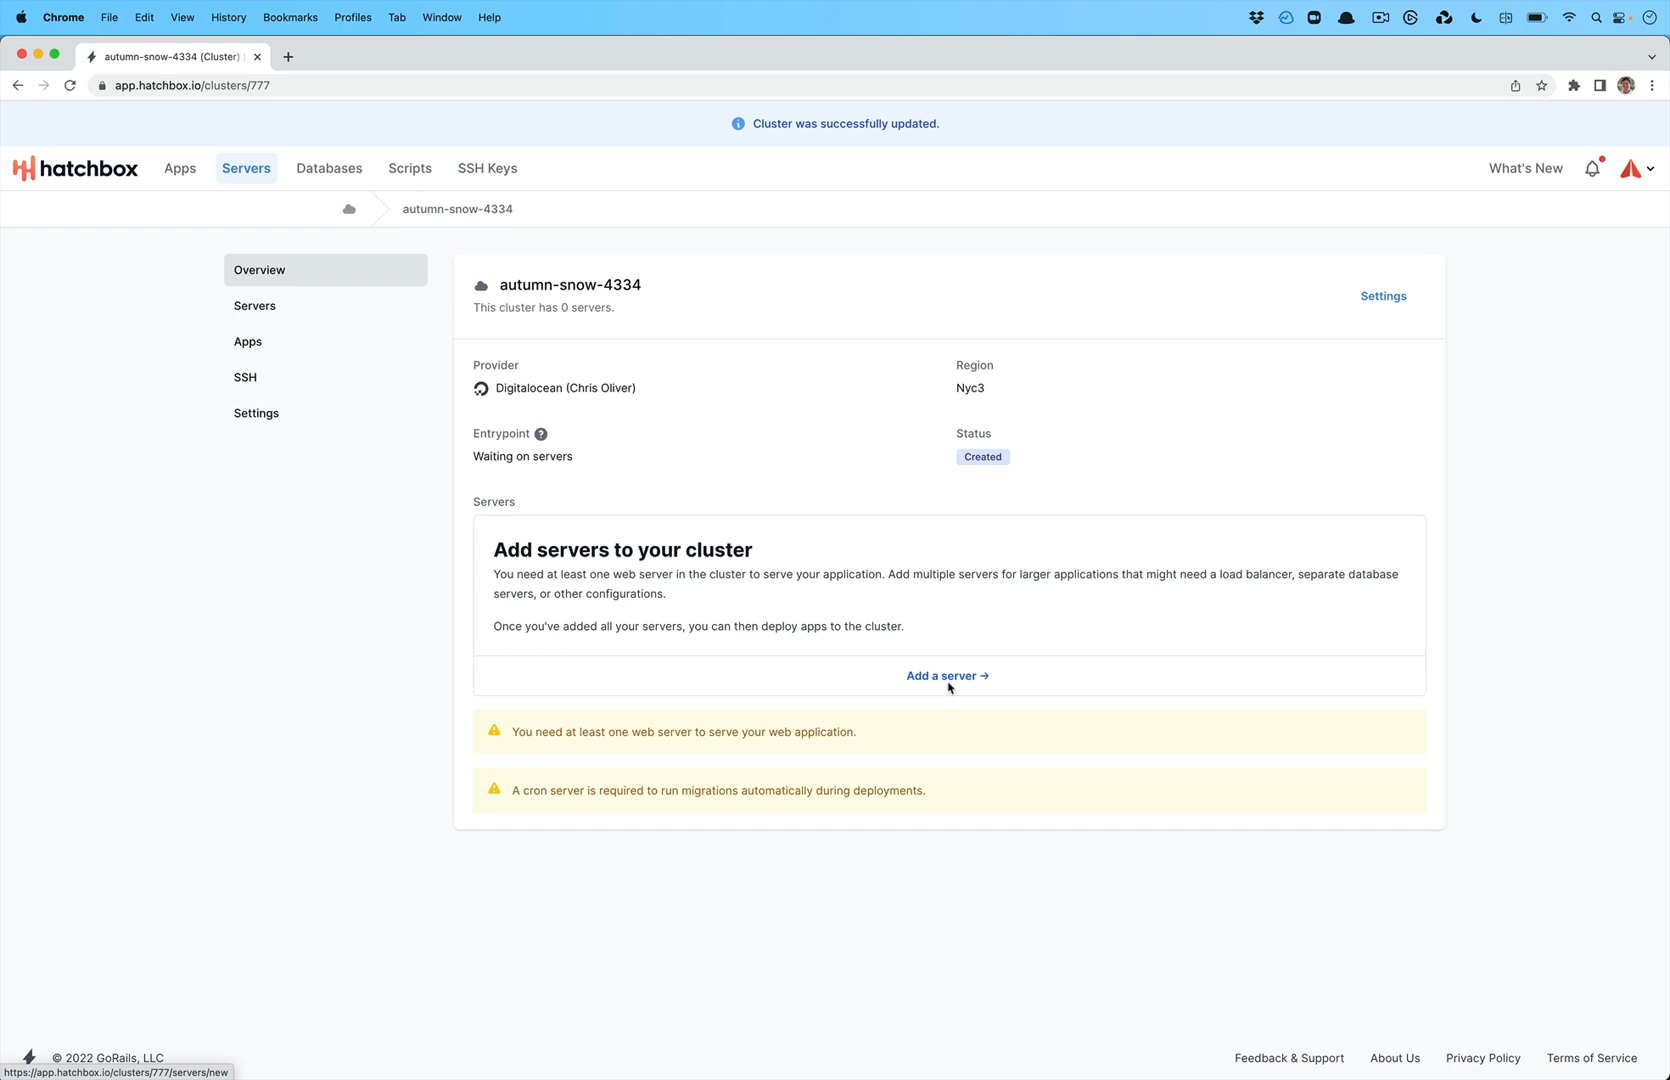 Chrome File Edit View History Bookmarks Profiles Tab Window Help
autumn-snow-4334 (Cluster)
app.hatchbox.io/clusters/777
Cluster was successfully updated.
hatchbox Apps Servers Databases Scripts SSH Keys What's New
autumn-snow-4334
Overview
Servers
Apps
SSH
Settings
autumn-snow-4334
This cluster has 0 servers.
Settings
Provider
Digitalocean (Chris Oliver)
Region
Nyc3
Entrypoint ?
Waiting on servers
Status
Created
Servers
Add servers to your cluster
You need at least one web server in the cluster to serve your application. Add multiple servers for larger applications that might need a load balancer, separate database
servers, or other configurations.
Once you've added all your servers, you can then deploy apps to the cluster.
Add a server →
You need at least one web server to serve your web application.
A cron server is required to run migrations automatically during deployments.
© 2022 GoRails, LLC Feedback & Support About Us Privacy Policy Terms of Service
https://app.hatchbox.io/clusters/777/servers/new